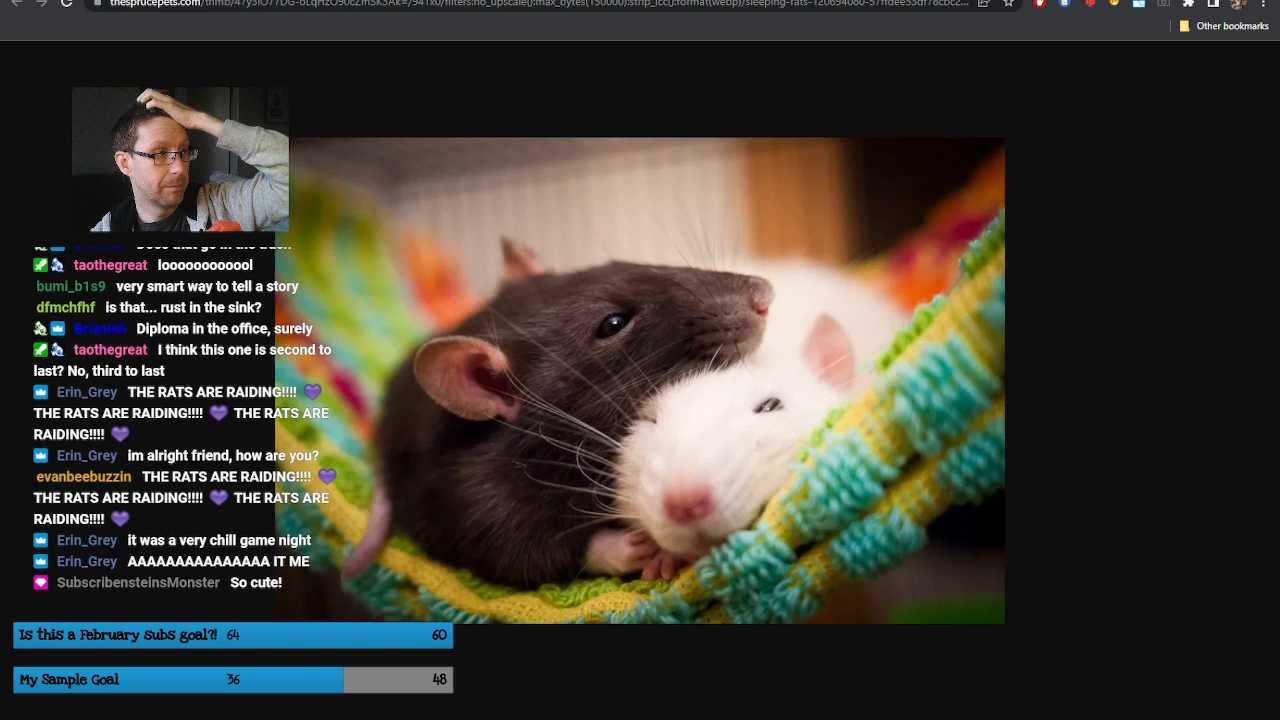 Other bookmarks
taothegreat loooooooooool
bumi_b1s9 very smart way to tell a story
dfmchfhf is that... rust in the sink?
Brianish Diploma in the office, surely
taothegreat I think this one is second to
last? No, third to last
Erin_Grey THE RATS ARE RAIDING!!!! 💜
THE RATS ARE RAIDING!!!! 💜 THE RATS ARE
RAIDING!!!! 💜
Erin_Grey im alright friend, how are you?
evanbeebuzzin THE RATS ARE RAIDING!!!! 💜
THE RATS ARE RAIDING!!!! 💜 THE RATS ARE
RAIDING!!!! 💜
Erin_Grey it was a very chill game night
Erin_Grey AAAAAAAAAAAAAAA IT ME
SubscribensteinsMonster So cute!
Is this a February subs goal?! 64 60
My Sample Goal 36 48